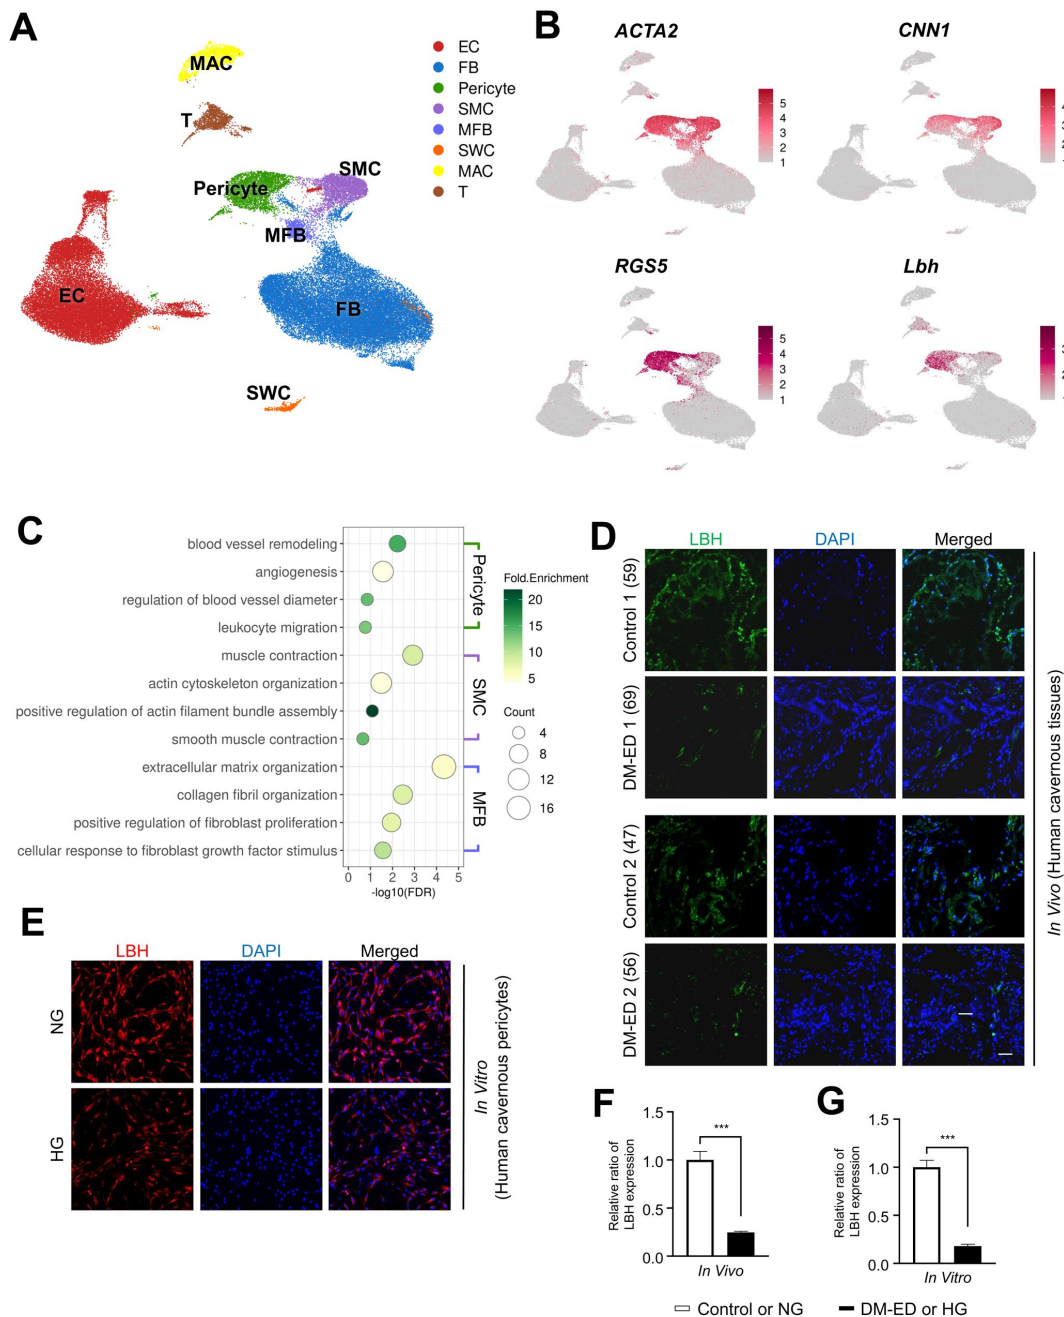 A
MAC
T
Pericyte
SMC
MFB
EC
FB
SWC
EC
FB
Pericyte
SMC
MFB
SWC
MAC
T
B
ACTA2
CNN1
5
4
3
2
1
4
3
2
1
RGS5
Lbh
5
4
3
2
1
3
2
1
C
blood vessel remodeling
angiogenesis
regulation of blood vessel diameter
leukocyte migration
muscle contraction
actin cytoskeleton organization
positive regulation of actin filament bundle assembly
smooth muscle contraction
extracellular matrix organization
collagen fibril organization
positive regulation of fibroblast proliferation
cellular response to fibroblast growth factor stimulus
0 1 2 3 4 5
-log10(FDR)
Pericyte
SMC
MFB
Fold.Enrichment
20
15
10
5
Count
4
8
12
16
D
LBH DAPI Merged
Control 1 (59)
DM-ED 1 (69)
Control 2 (47)
DM-ED 2 (56)
In Vivo (Human cavernous tissues)
E
LBH DAPI Merged
NG
HG
In Vitro
(Human cavernous pericytes)
F
Relative ratio of
LBH expression
1.5
1.0
0.5
0.0
***
In Vivo
G
Relative ratio of
LBH expression
1.5
1.0
0.5
0.0
***
In Vitro
Control or NG DM-ED or HG